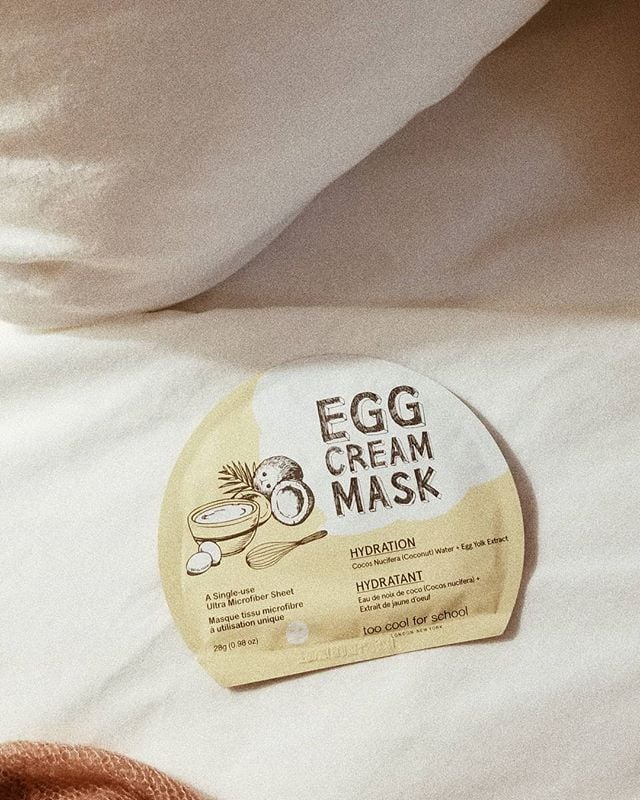 EGG
CREAM
MASK
HYDRATION
Cocos Nucifera (Coconut) Water + Egg Yolk Extract
HYDRATANT
Eau de noix de coco (Cocos nucifera) +
Extrait de jaune d'oeuf
A Single-use
Ultra Microfiber Sheet
Masque tissu microfibre
à utilisation unique
28g (0.98 oz)
too cool for school
LONDON NEW YORK